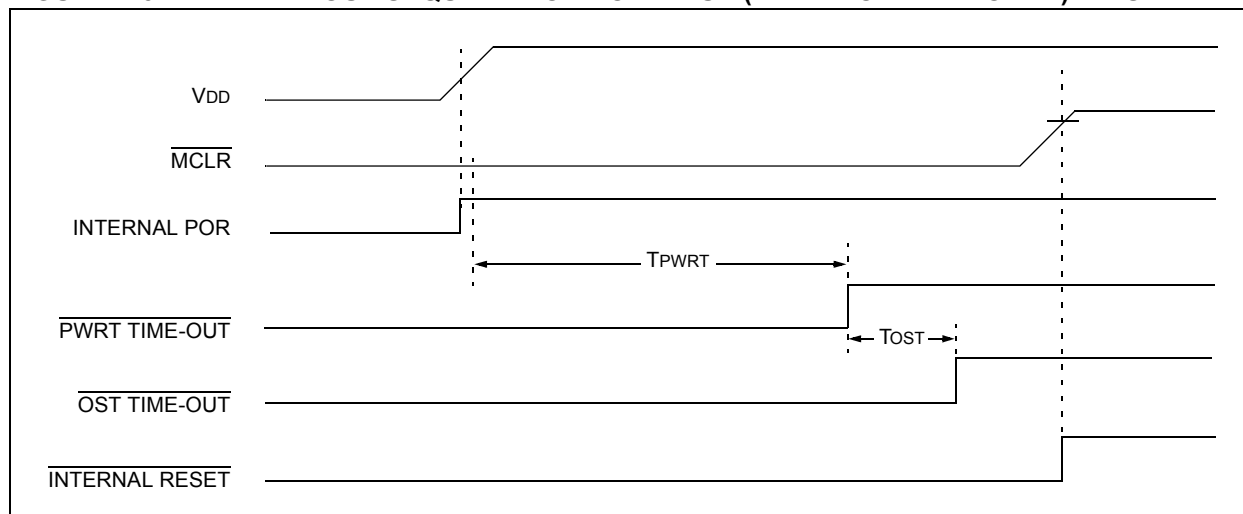 VDD
MCLR
INTERNAL POR
TPWRT
PWRT TIME-OUT
TOST
OST TIME-OUT
INTERNAL RESET